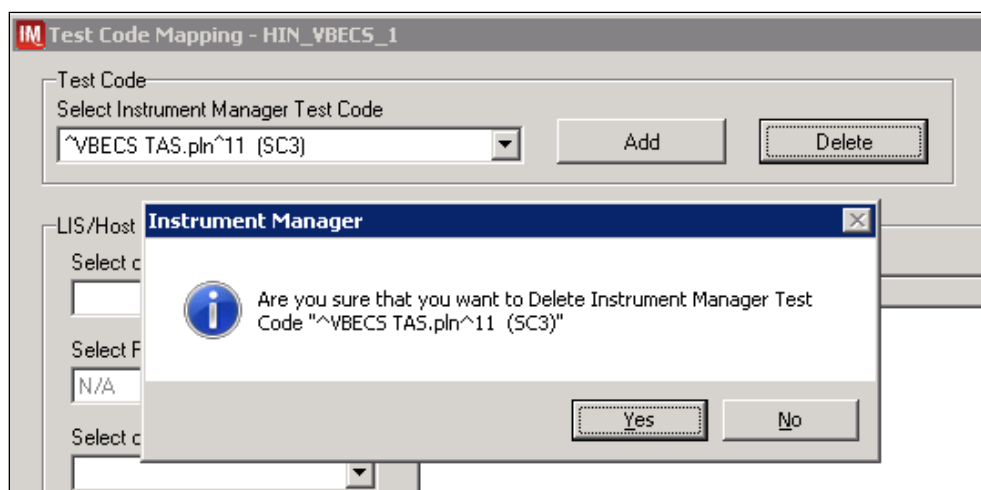 IM Test Code Mapping - HIN_VBECS_1
Test Code
Select Instrument Manager Test Code
^VBECS TAS.pln^11 (SC3)
Add
Delete
LIS/Host
Instrument Manager
Select c
Are you sure that you want to Delete Instrument Manager Test
Code "^VBECS TAS.pln^11 (SC3)"
Select F
N/A
Yes
No
Select c